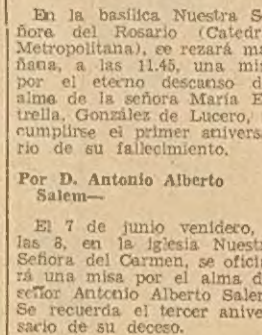 En la basílica Nuestra Se
ñora del Rosario (Catedr
Metropolitana), se rezará ma
ñana, a las 11.45, una mis
por el eterno descanso d
alma de la señora María E
trella, González de Lucero,
cumplirse el primer anivers
rio de su fallecimiento.
Por D. Antonio Alberto
Salem—
El 7 de junio venidero,
las 8, en la iglesia Nuestr
Señora del Carmen, se oficia
rá una misa por el alma d
señor Antonio Alberto Salem
Se recuerda el tercer anive
sario de su deceso.